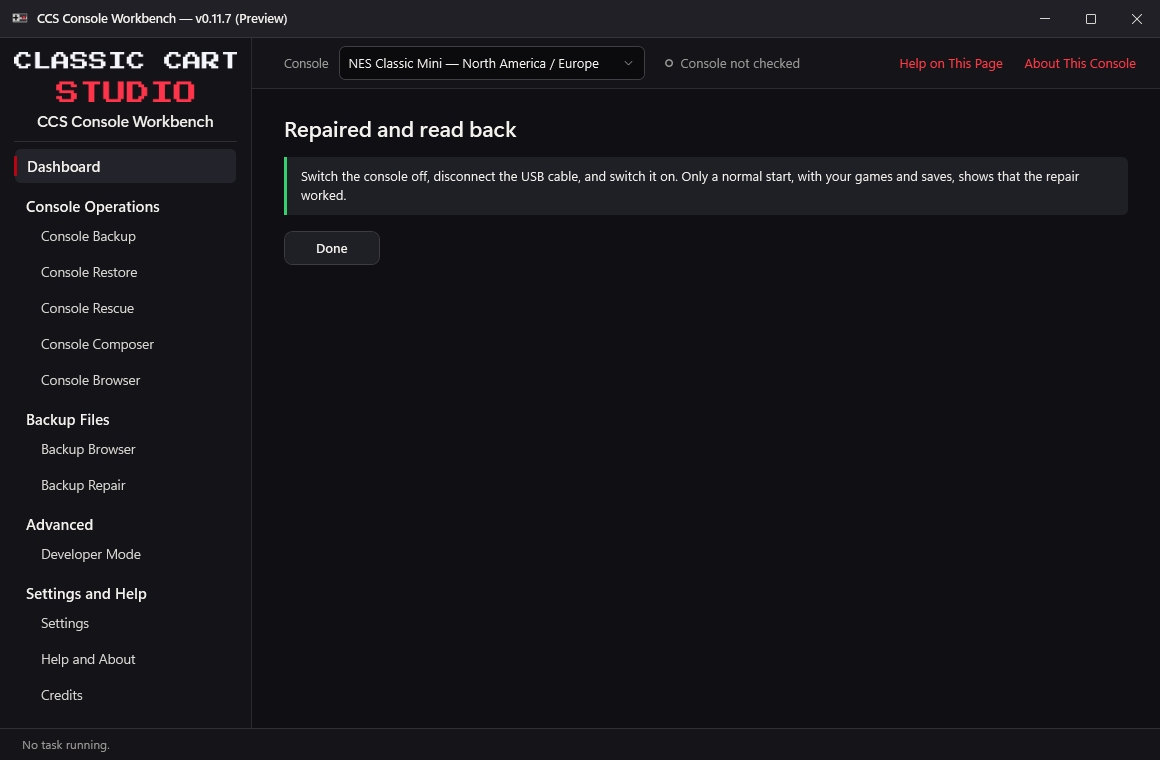 CCS Console Workbench — v0.11.7 (Preview)
CLASSIC CART
STUDIO
CCS Console Workbench
Dashboard
Console Operations
Console Backup
Console Restore
Console Rescue
Console Composer
Console Browser
Backup Files
Backup Browser
Backup Repair
Advanced
Developer Mode
Settings and Help
Settings
Help and About
Credits
Console
NES Classic Mini — North America / Europe
Console not checked
Help on This Page
About This Console
Repaired and read back
Switch the console off, disconnect the USB cable, and switch it on. Only a normal start, with your games and saves, shows that the repair
worked.
Done
No task running.